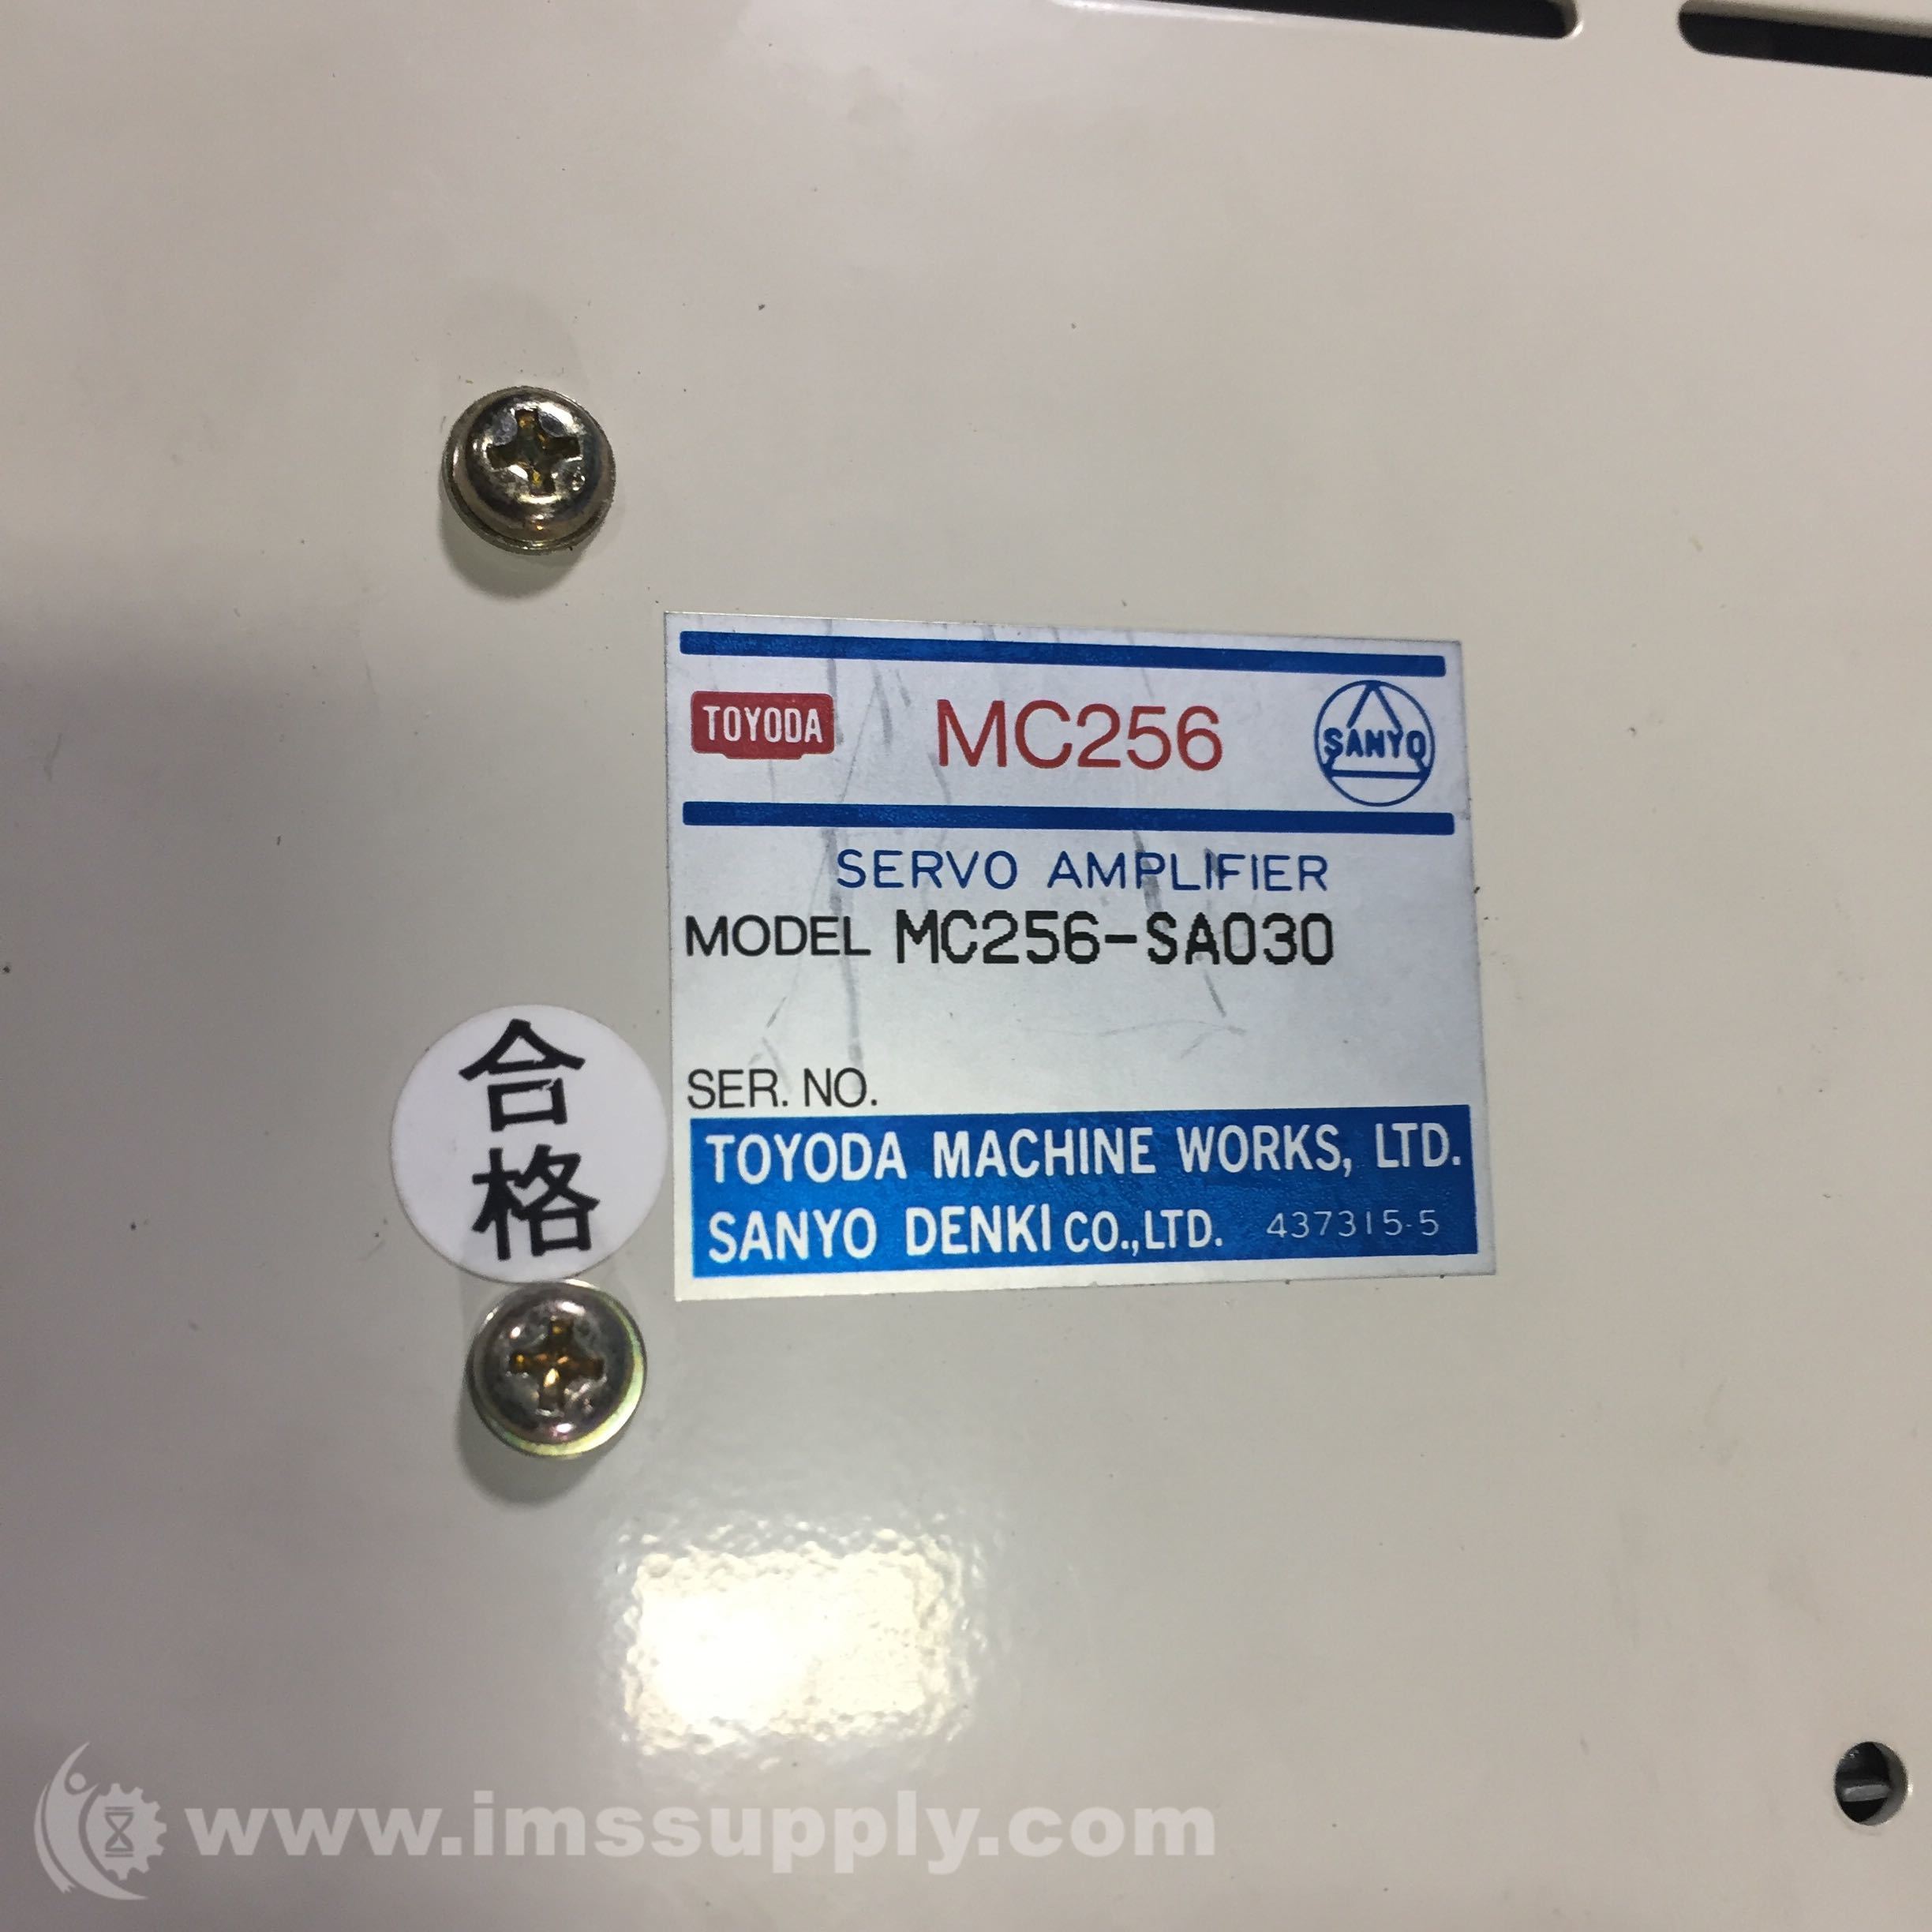 TOYODA MC256 SANYO
SERVO AMPLIFIER
MODEL MC256-SA030
SER. NO.
TOYODA MACHINE WORKS, LTD.
SANYO DENKI CO.,LTD. 437315-5
合
格
www.imssupply.com